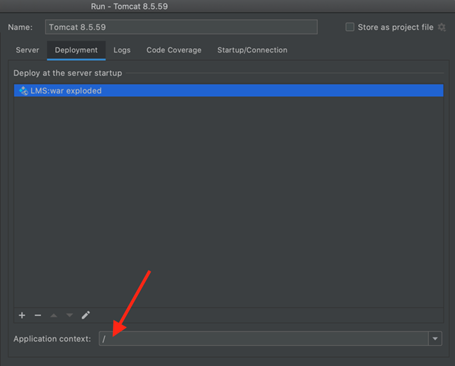 Run - Tomcat 8.5.59
Name: Tomcat 8.5.59 Store as project file
Server Deployment Logs Code Coverage Startup/Connection
Deploy at the server startup
LMS:war exploded
Application context: /